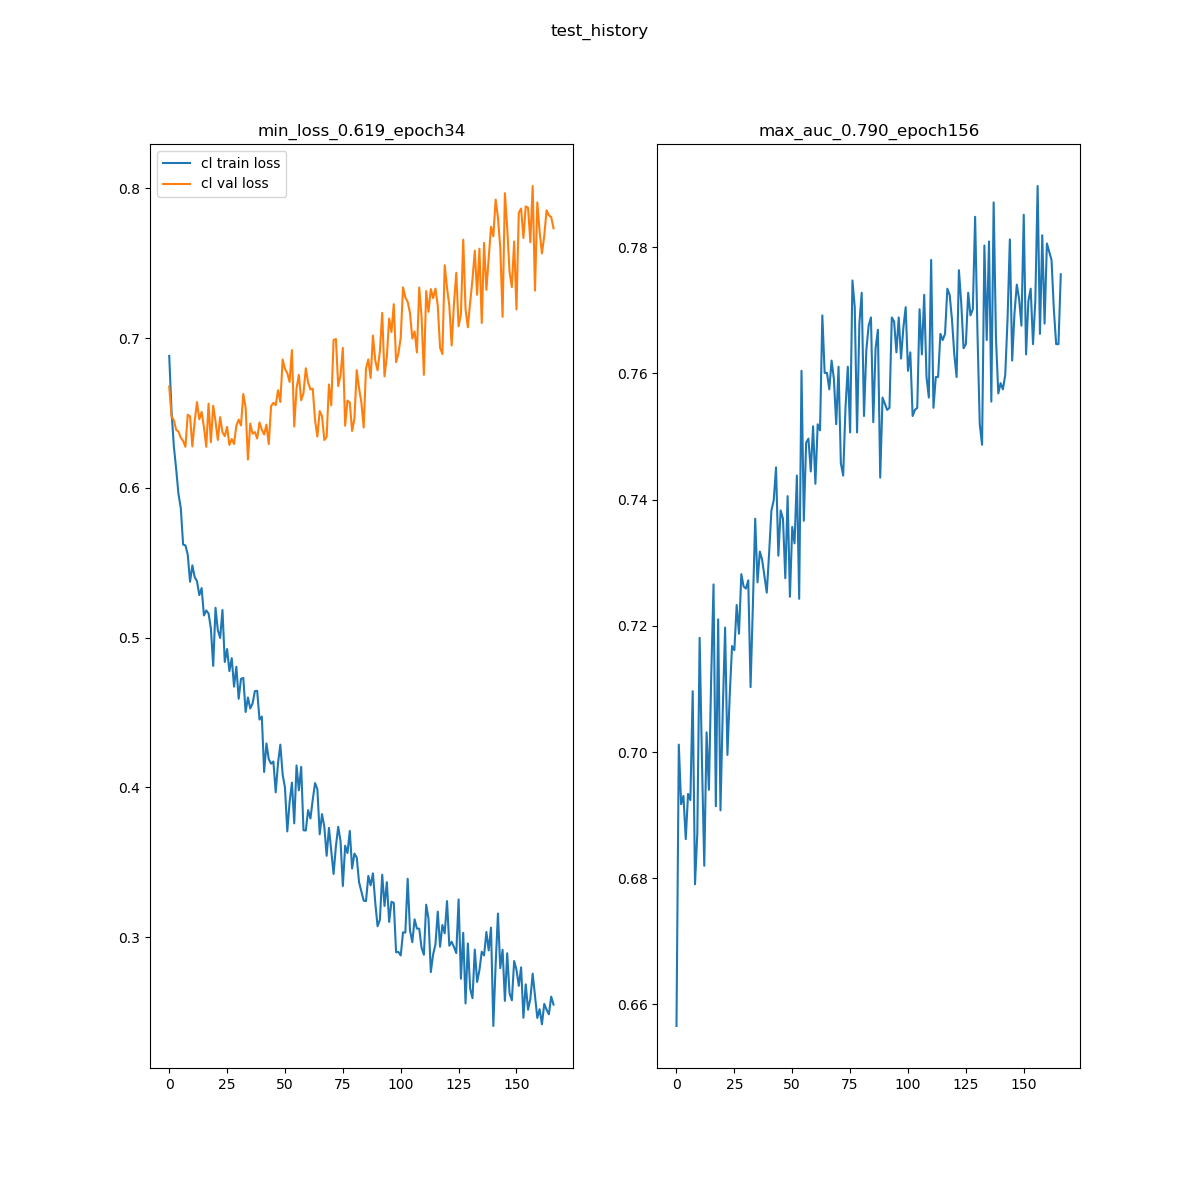 test_history
min_loss_0.619_epoch34
cl train loss
cl val loss
0.8
0.7
0.6
0.5
0.4
0.3
0 25 50 75 100 125 150
max_auc_0.790_epoch156
0.78
0.76
0.74
0.72
0.70
0.68
0.66
0 25 50 75 100 125 150